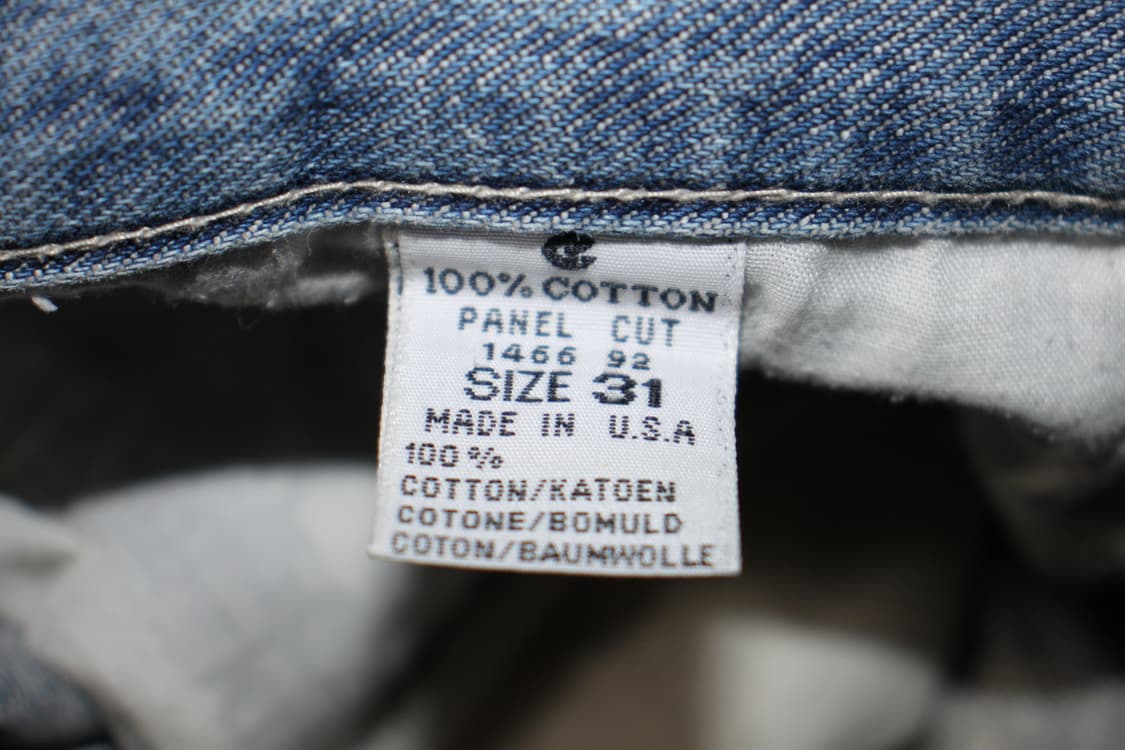 100% COTTON
PANEL CUT
1466 92
SIZE 31
MADE IN U.S.A
100%
COTTON/KATOEN
COTONE/BOMULD
COTON/BAUMWOLLE